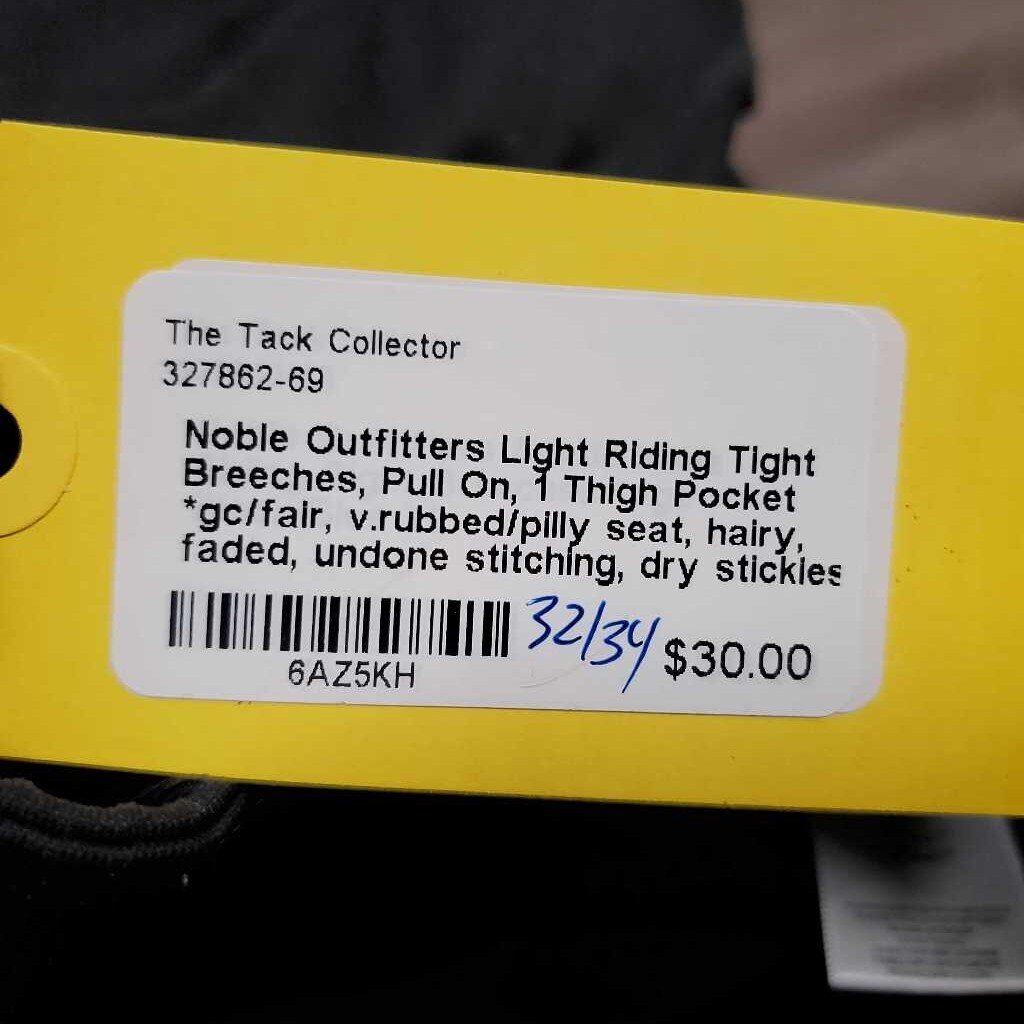 The Tack Collector
327862-69
Noble Outfitters Light Riding Tight
Breeches, Pull On, 1 Thigh Pocket
*gc/fair, v.rubbed/pilly seat, hairy,
faded, undone stitching, dry stickies
32/34
$30.00
6AZ5KH